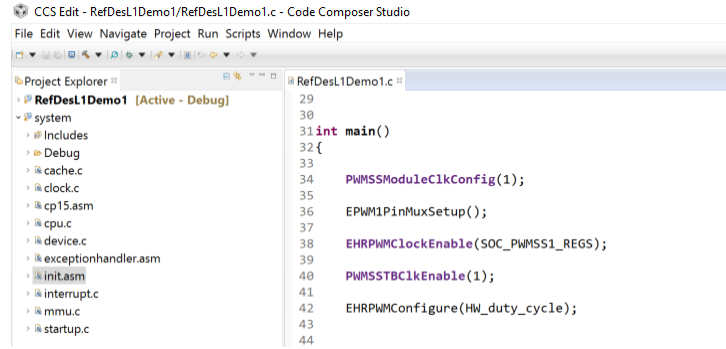 CCS Edit - RefDesL1Demo1/RefDesL1Demo1.c - Code Composer Studio
File Edit View Navigate Project Run Scripts Window Help
Project Explorer
RefDesL1Demo1 [Active - Debug]
system
Includes
Debug
cache.c
clock.c
cp15.asm
cpu.c
device.c
exceptionhandler.asm
init.asm
interrupt.c
mmu.c
startup.c
RefDesL1Demo1.c
29
30
31 int main()
32 {
33
34 PWMSSModuleClkConfig(1);
35
36 EPWM1PinMuxSetup();
37
38 EHRPWMClockEnable(SOC_PWMSS1_REGS);
39
40 PWMSSTBClkEnable(1);
41
42 EHRPWMConfigure(HW_duty_cycle);
43
44